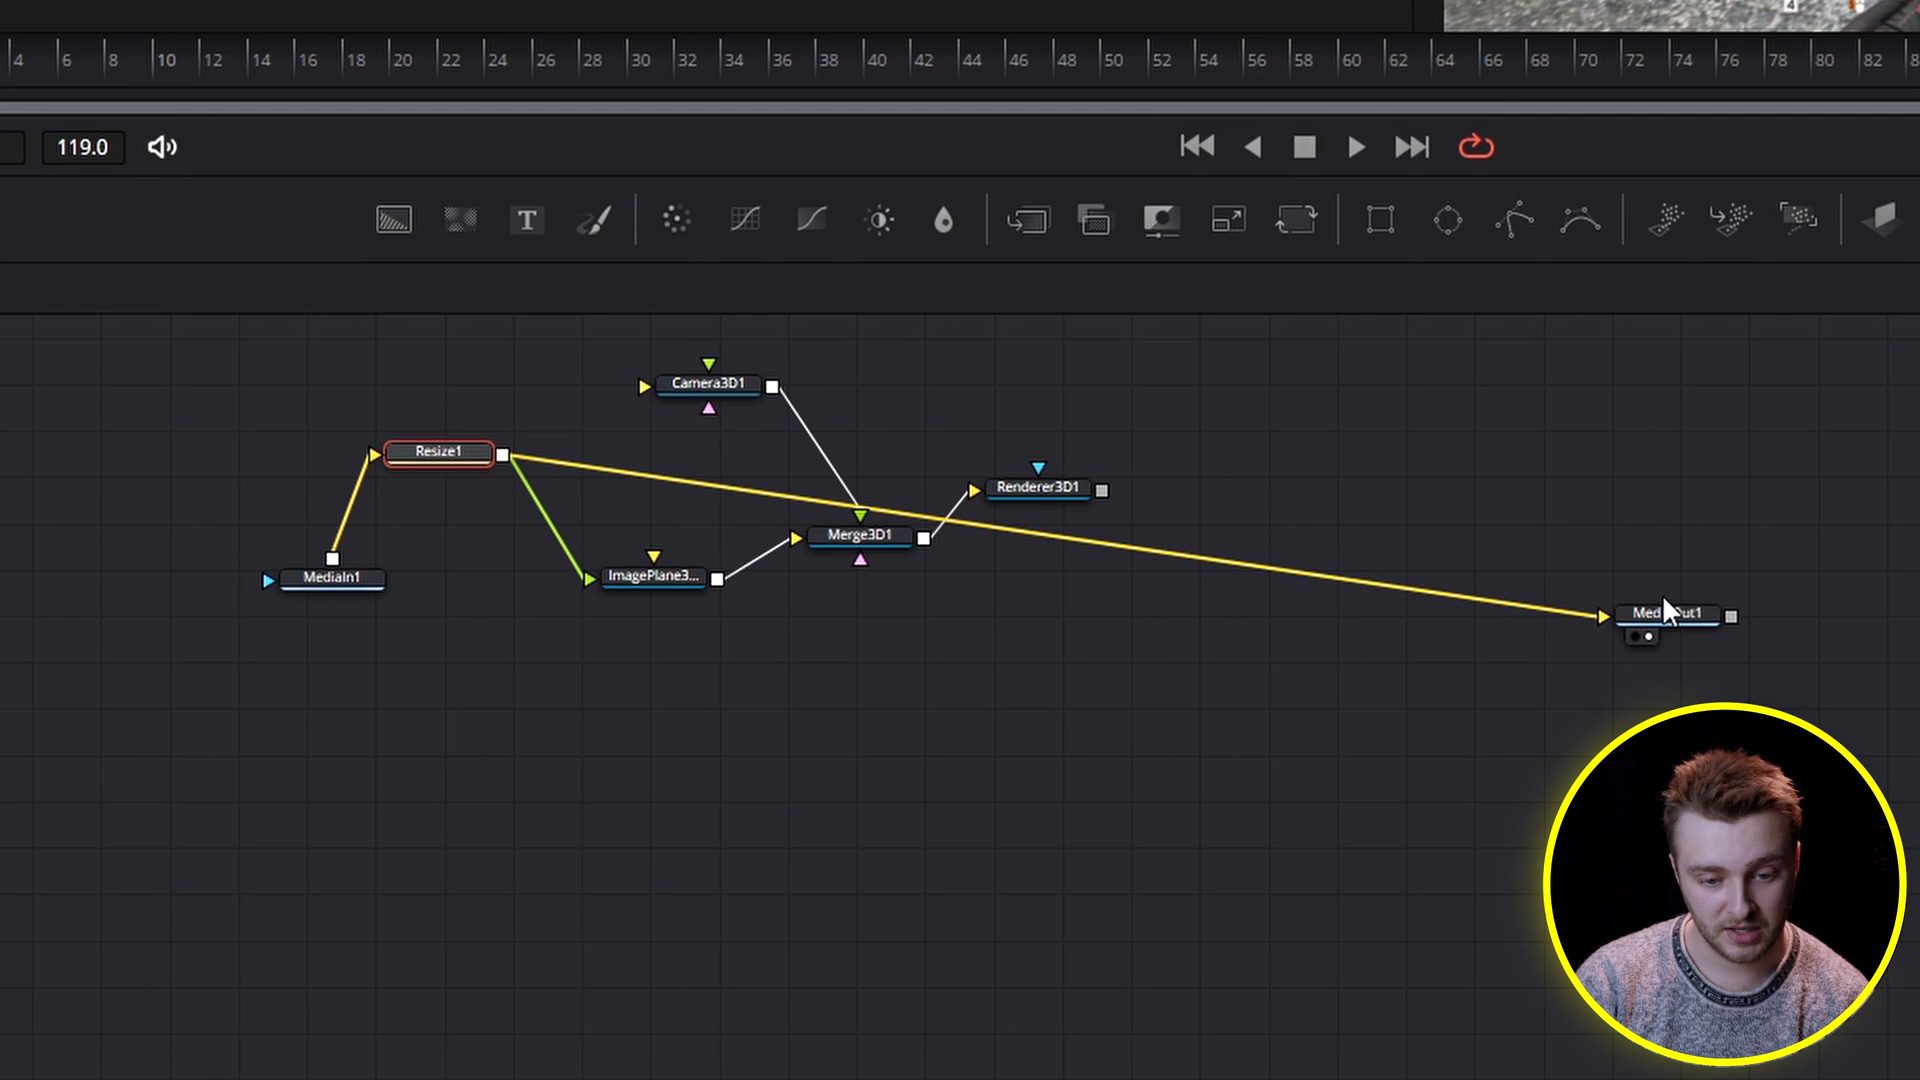 4 6 8 10 12 14 16 18 20 22 24 26 28 30 32 34 36 38 40 42 44 46 48 50 52 54 56 58 60 62 64 66 68 70 72 74 76 78 80 82 8
4
119.0
T
Camera3D1
Resize1
Renderer3D1
Merge3D1
MediaIn1
ImagePlane3...